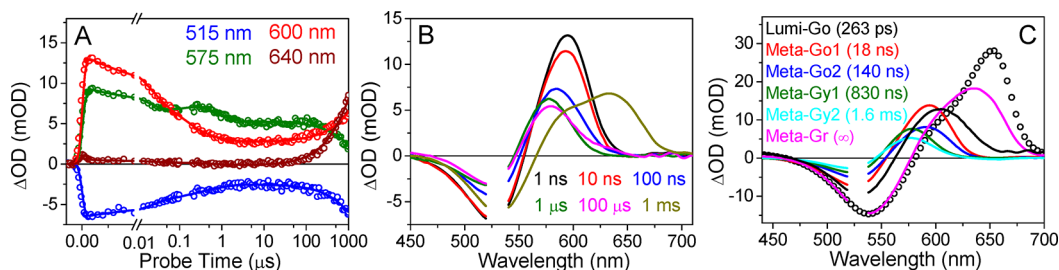 A
515 nm 600 nm
575 nm 640 nm
ΔOD (mOD)
10
5
0
-5
0.00 0.01 0.01 0.1 1 10 100 1000
Probe Time (μs)
B
ΔOD (mOD)
15
10
5
0
-5
1 ns 10 ns 100 ns
1 μs 100 μs 1 ms
450 500 550 600 650 700
Wavelength (nm)
C
Lumi-Go (263 ps)
Meta-Go1 (18 ns)
Meta-Go2 (140 ns)
Meta-Gy1 (830 ns)
Meta-Gy2 (1.6 ms)
Meta-Gr (∞)
ΔOD (mOD)
30
20
10
0
-10
450 500 550 600 650 700
Wavelength (nm)